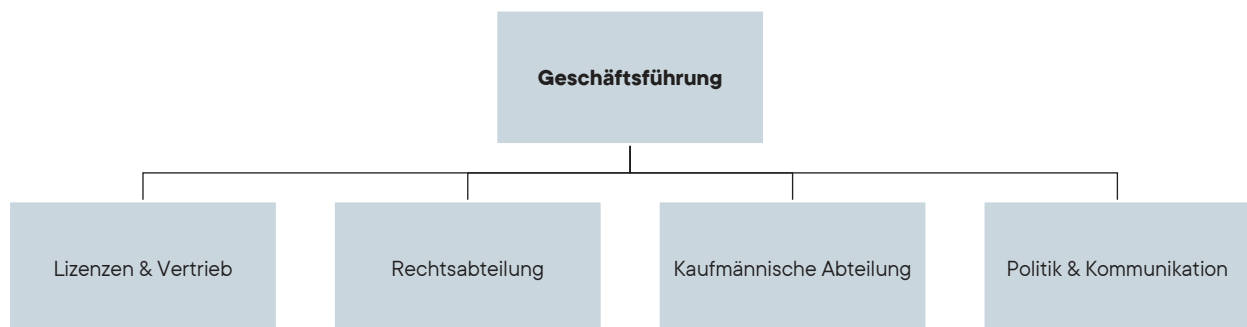 Geschäftsführung
Lizenzen & Vertrieb
Rechtsabteilung
Kaufmännische Abteilung
Politik & Kommunikation